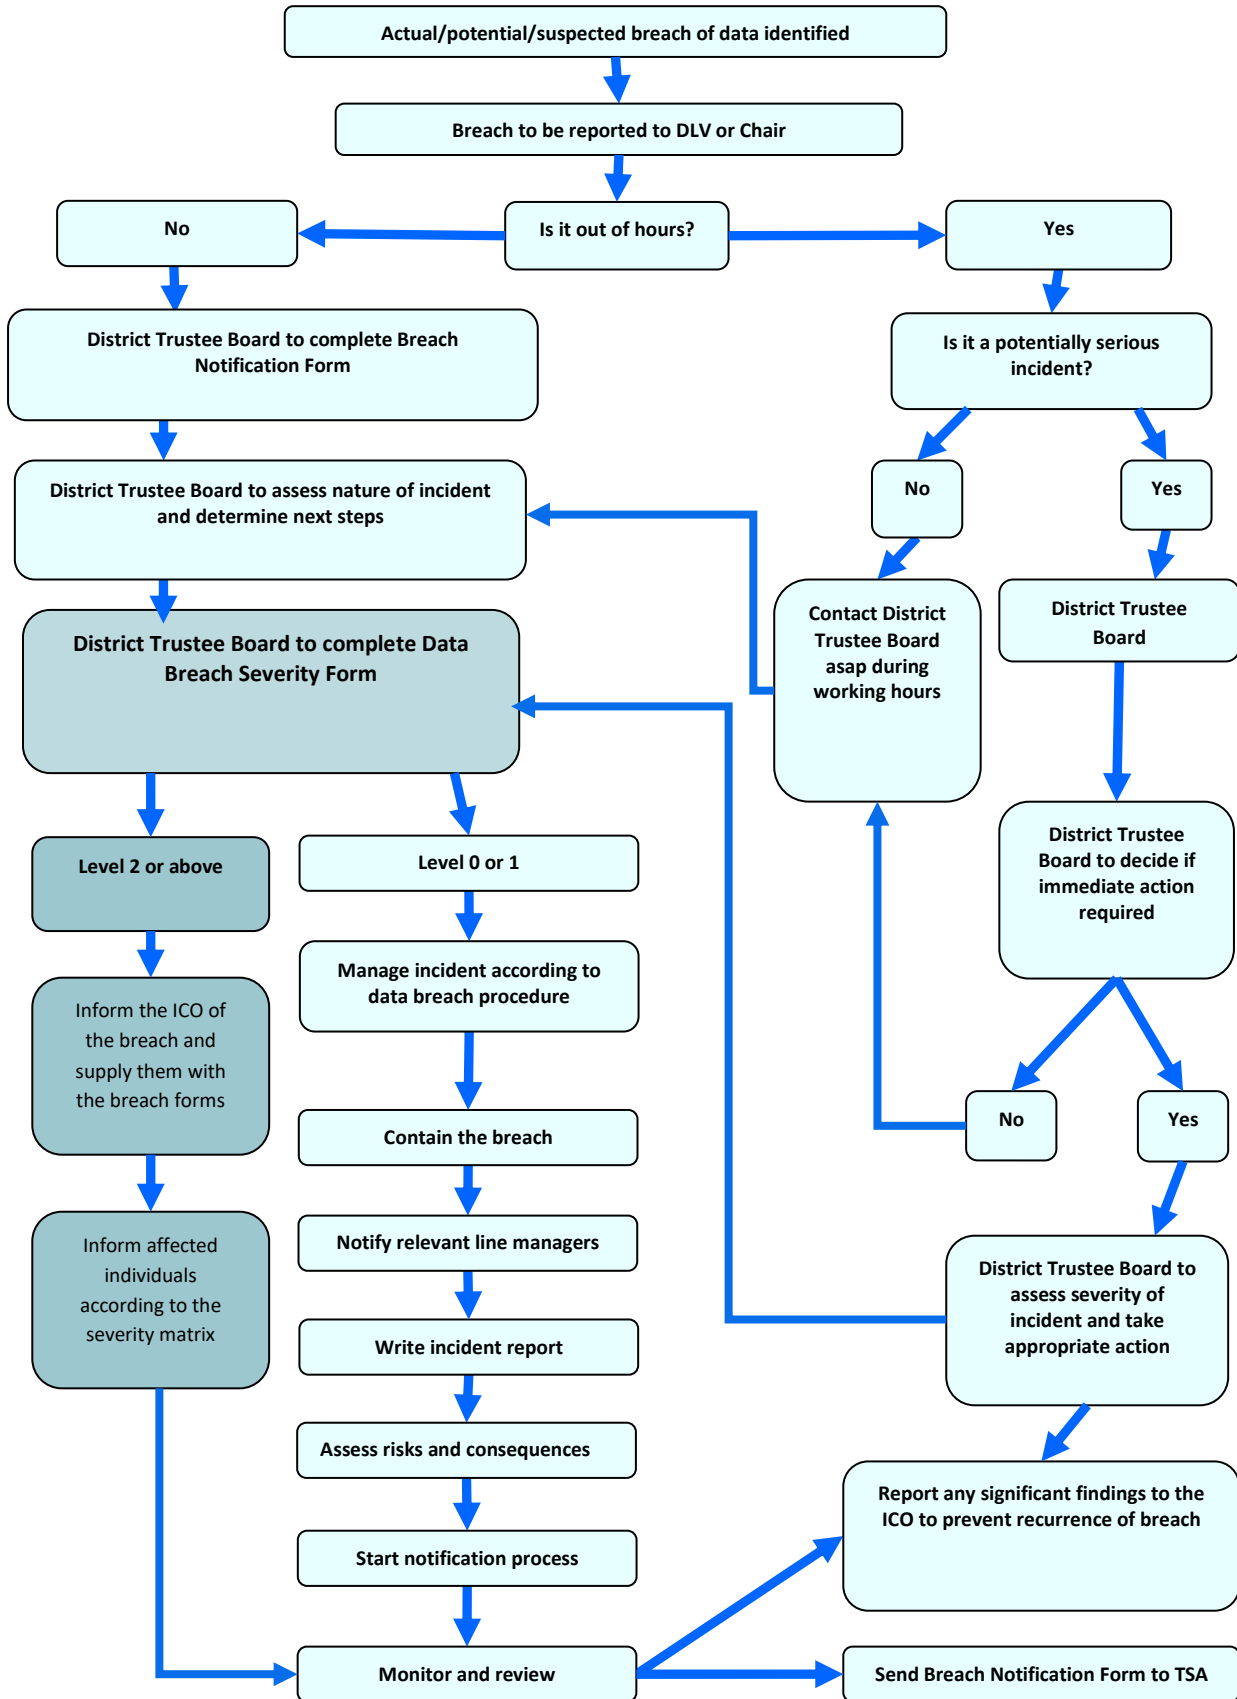 Actual/potential/suspected breach of data identified
Breach to be reported to DLV or Chair
No
Is it out of hours?
Yes
District Trustee Board to complete Breach
Notification Form
Is it a potentially serious
incident?
District Trustee Board to assess nature of incident
and determine next steps
No
Yes
District Trustee Board to complete Data
Breach Severity Form
Contact District
Trustee Board
asap during
working hours
District Trustee
Board
District Trustee
Board to decide if
immediate action
required
Level 2 or above
Level 0 or 1
Manage incident according to
data breach procedure
Inform the ICO of
the breach and
supply them with
the breach forms
No
Yes
Contain the breach
Notify relevant line managers
Inform affected
individuals
according to the
severity matrix
District Trustee Board to
assess severity of
incident and take
appropriate action
Write incident report
Assess risks and consequences
Report any significant findings to the
ICO to prevent recurrence of breach
Start notification process
Monitor and review
Send Breach Notification Form to TSA